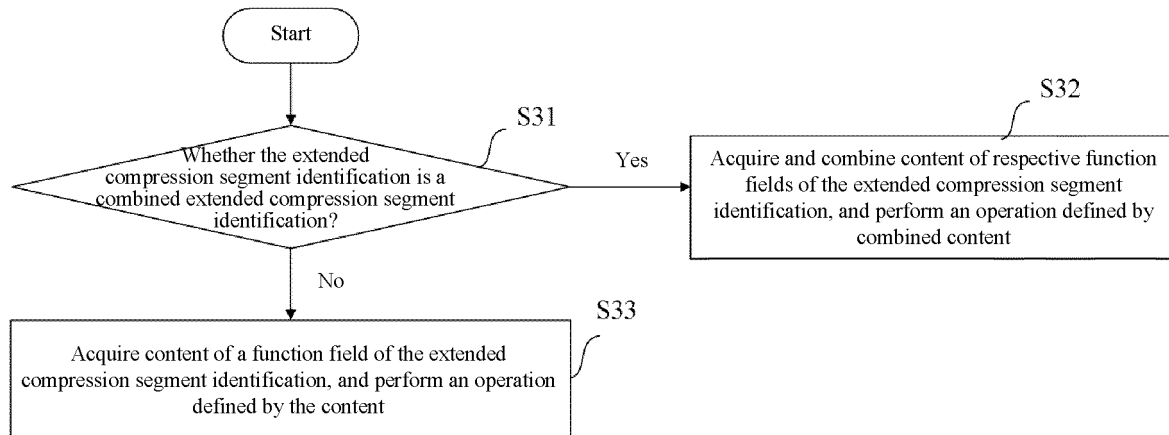 Start
S31
Whether the extended
compression segment identification is a
combined extended compression segment
identification?
Yes
S32
Acquire and combine content of respective function
fields of the extended compression segment
identification, and perform an operation defined by
combined content
No
S33
Acquire content of a function field of the extended
compression segment identification, and perform an operation
defined by the content